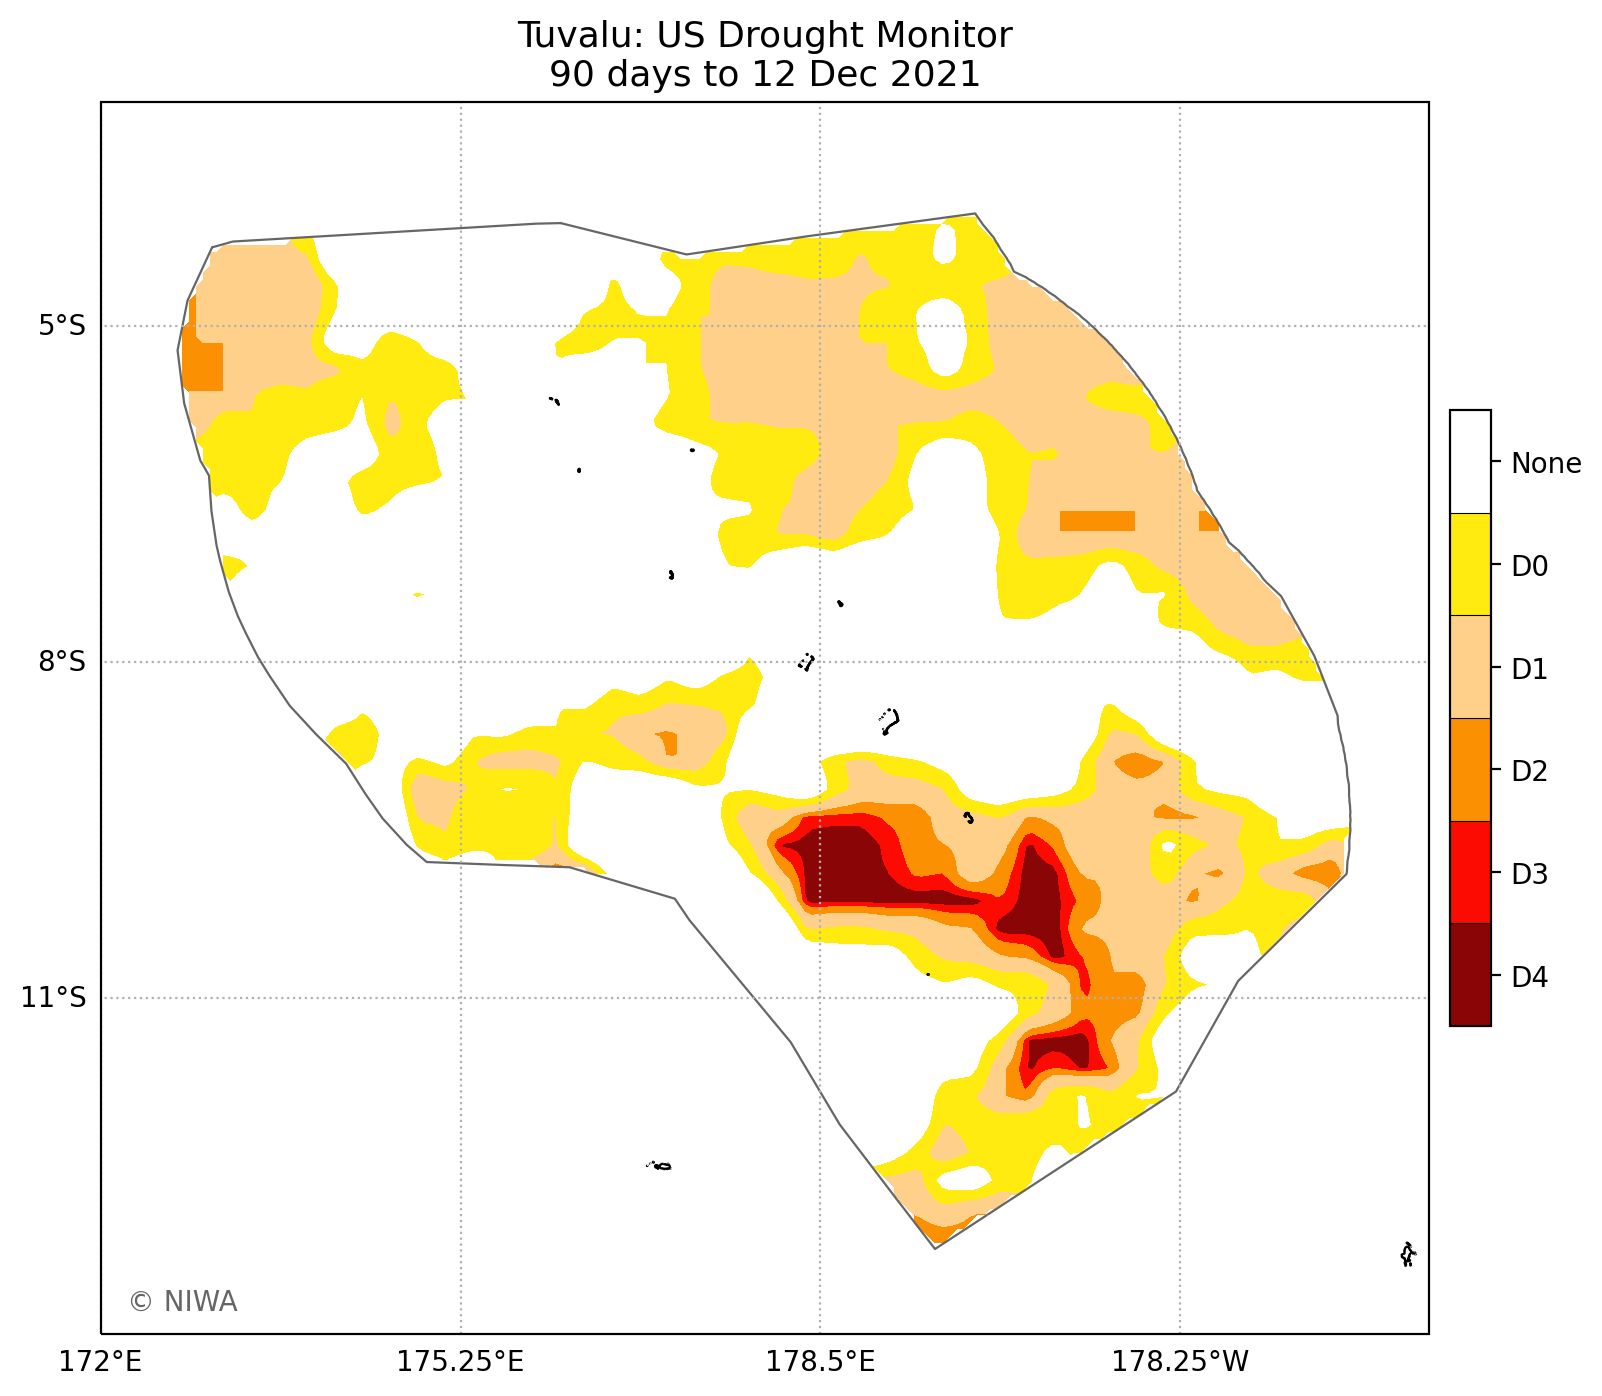 Tuvalu: US Drought Monitor
90 days to 12 Dec 2021
5°S
8°S
11°S
172°E
175.25°E
178.5°E
178.25°W
None
D0
D1
D2
D3
D4
© NIWA